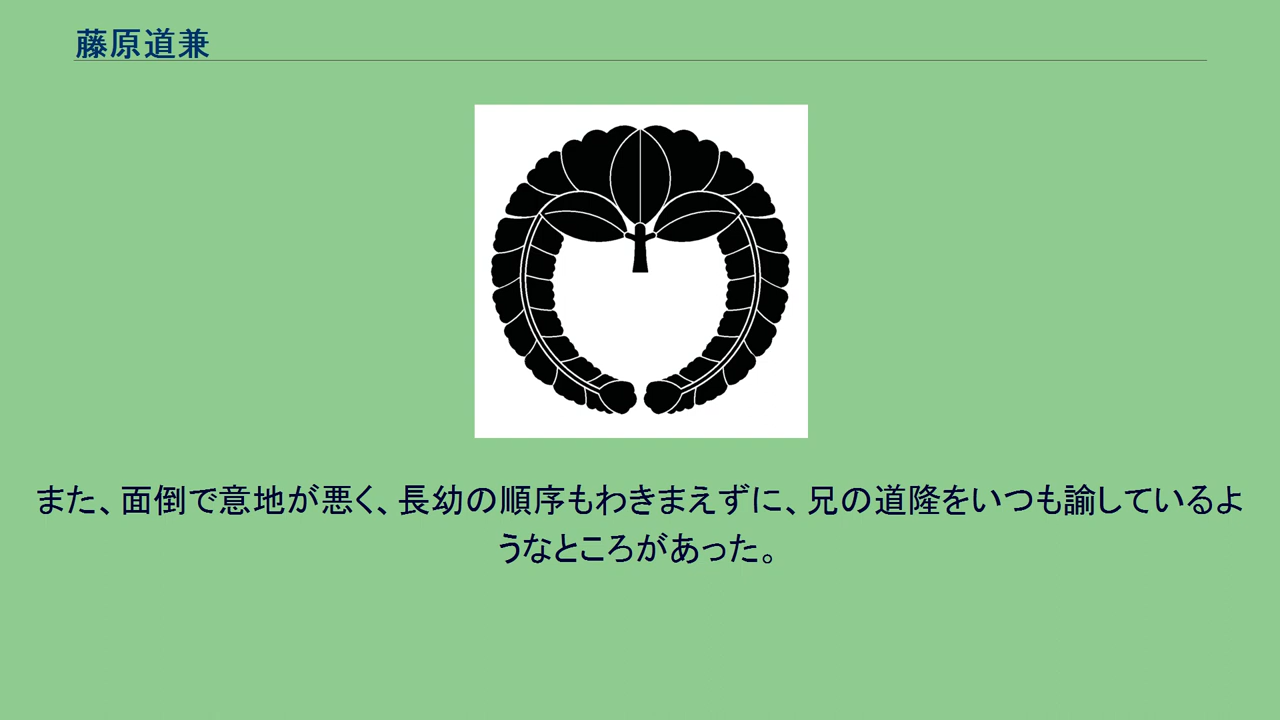 藤原道兼
また、面倒で意地が悪く、長幼の順序もわきまえずに、兄の道隆をいつも諭しているよ
うなところがあった。